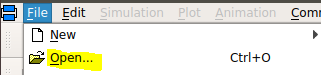 File Edit Simulation Plot Animation
New
Open... Ctrl+O